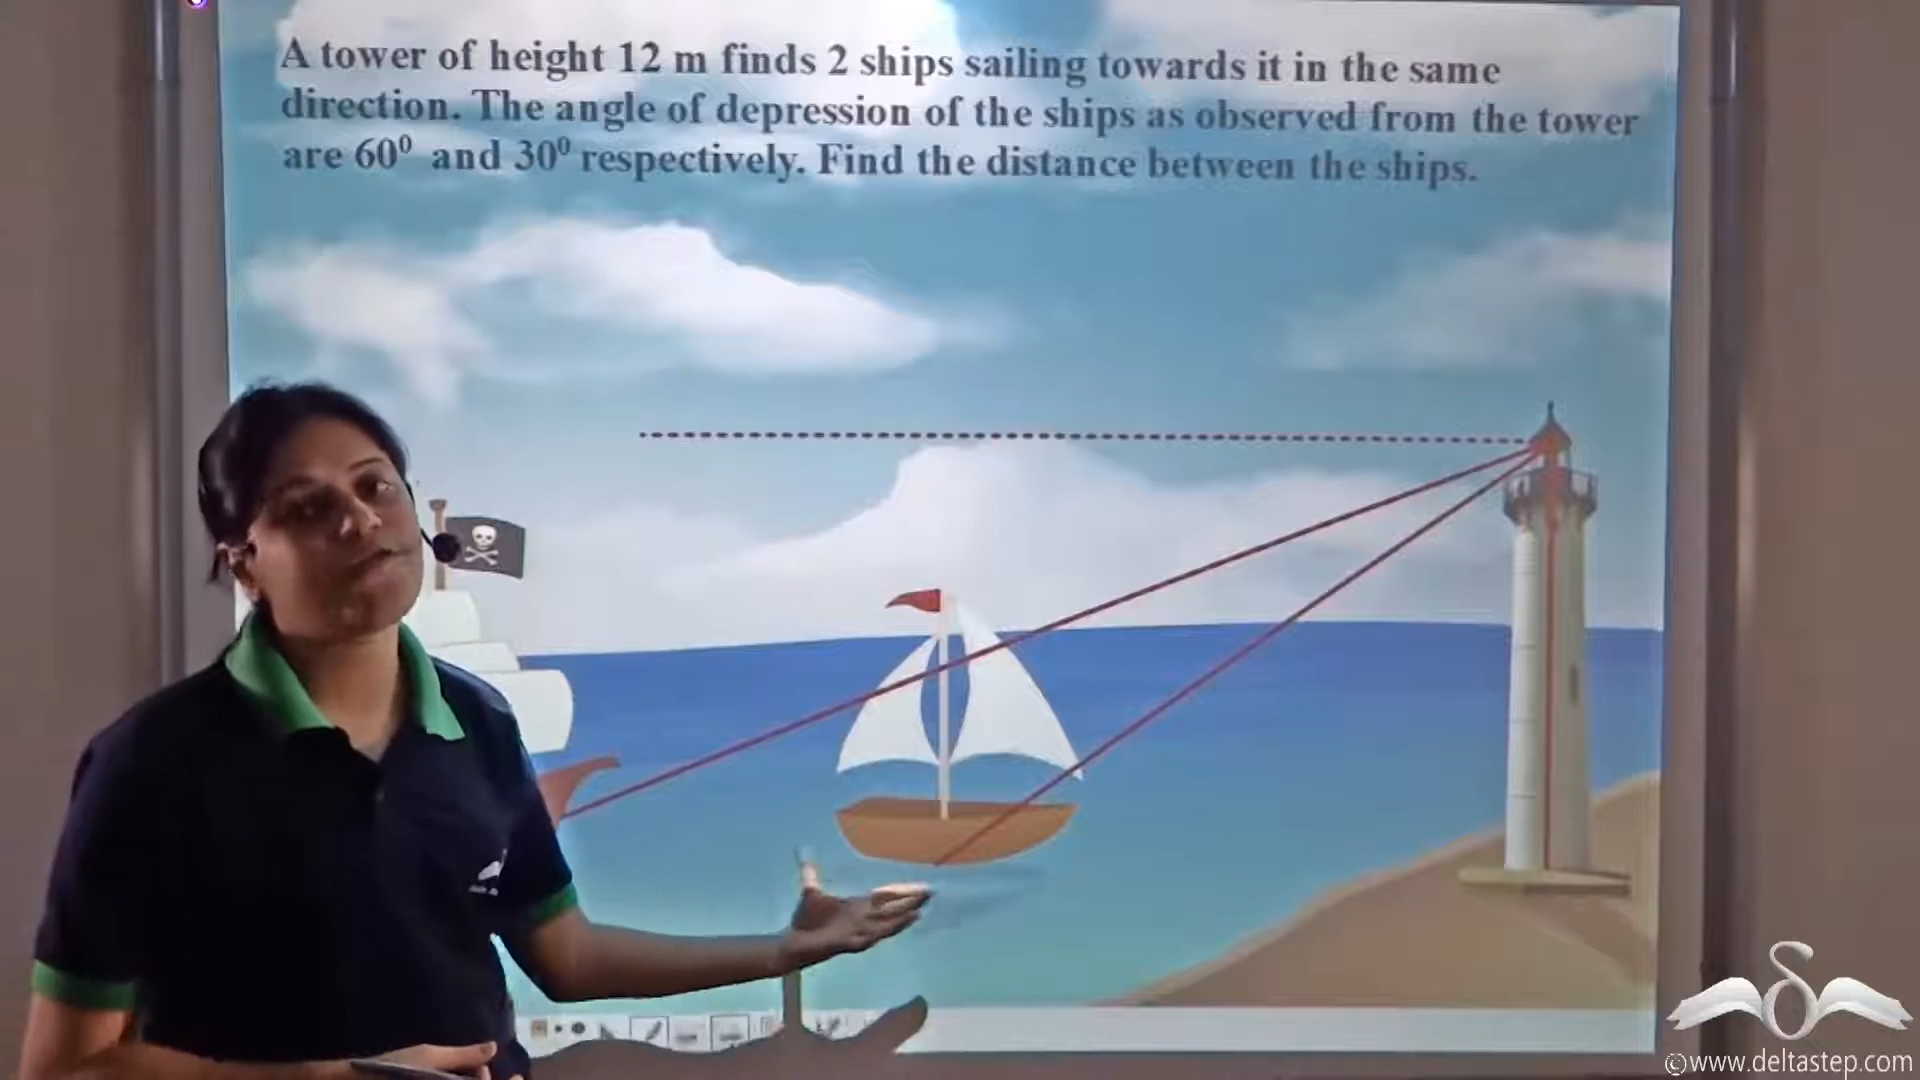 A tower of height 12 m finds 2 ships sailing towards it in the same
direction. The angle of depression of the ships as observed from the tower
are 60⁰ and 30⁰ respectively. Find the distance between the ships.
©www.deltastep.com